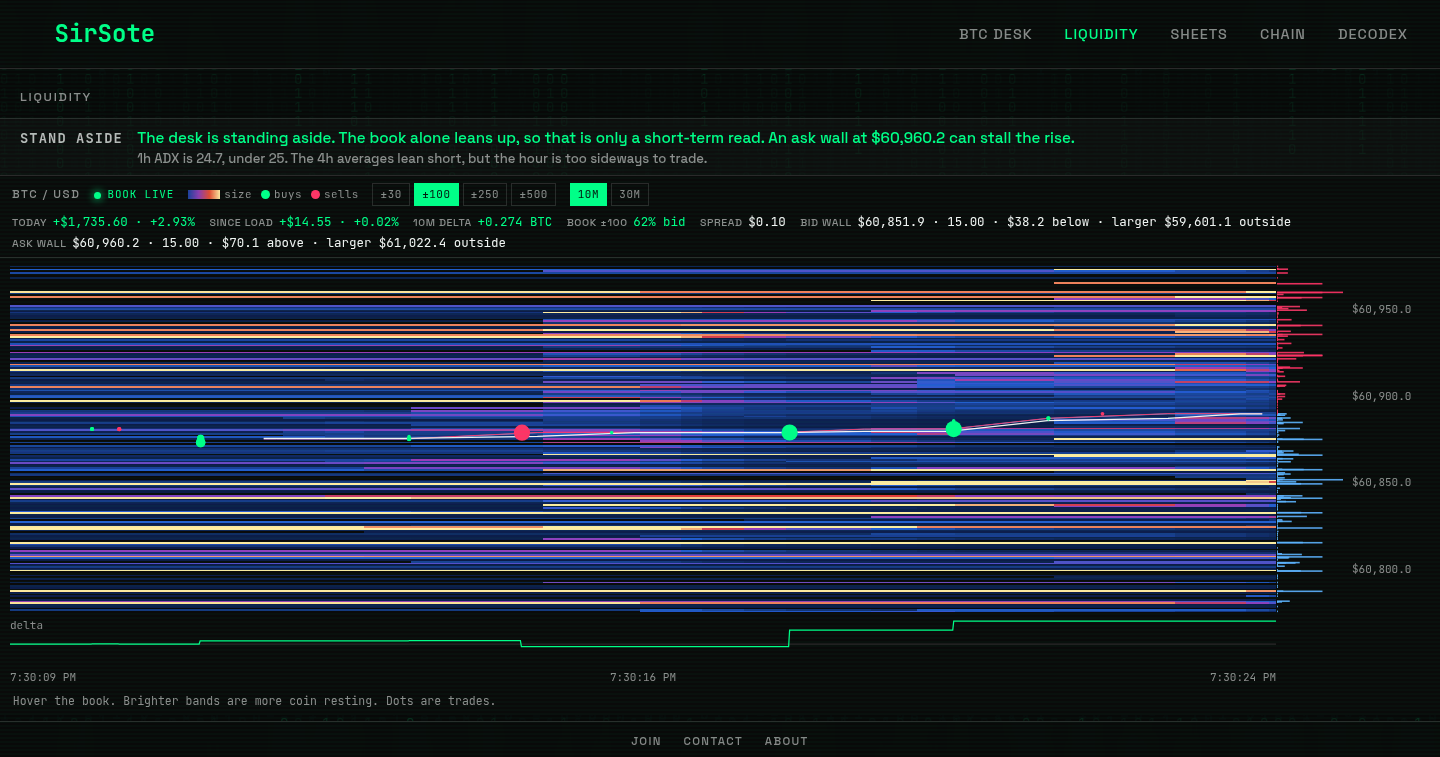 SirSote
BTC DESK LIQUIDITY SHEETS CHAIN DECODEX
LIQUIDITY
STAND ASIDE The desk is standing aside. The book alone leans up, so that is only a short-term read. An ask wall at $60,960.2 can stall the rise.
1h ADX is 24.7, under 25. The 4h averages lean short, but the hour is too sideways to trade.
BTC / USD BOOK LIVE size buys sells ±30 ±100 ±250 ±500 10M 30M
TODAY +$1,735.60 · +2.93% SINCE LOAD +$14.55 · +0.02% 10M DELTA +0.274 BTC BOOK ±100 62% bid SPREAD $0.10 BID WALL $60,851.9 · 15.00 · $38.2 below · larger $59,601.1 outside
ASK WALL $60,960.2 · 15.00 · $70.1 above · larger $61,022.4 outside
$60,950.0
$60,900.0
$60,850.0
$60,800.0
delta
7:30:09 PM 7:30:16 PM 7:30:24 PM
Hover the book. Brighter bands are more coin resting. Dots are trades.
JOIN CONTACT ABOUT